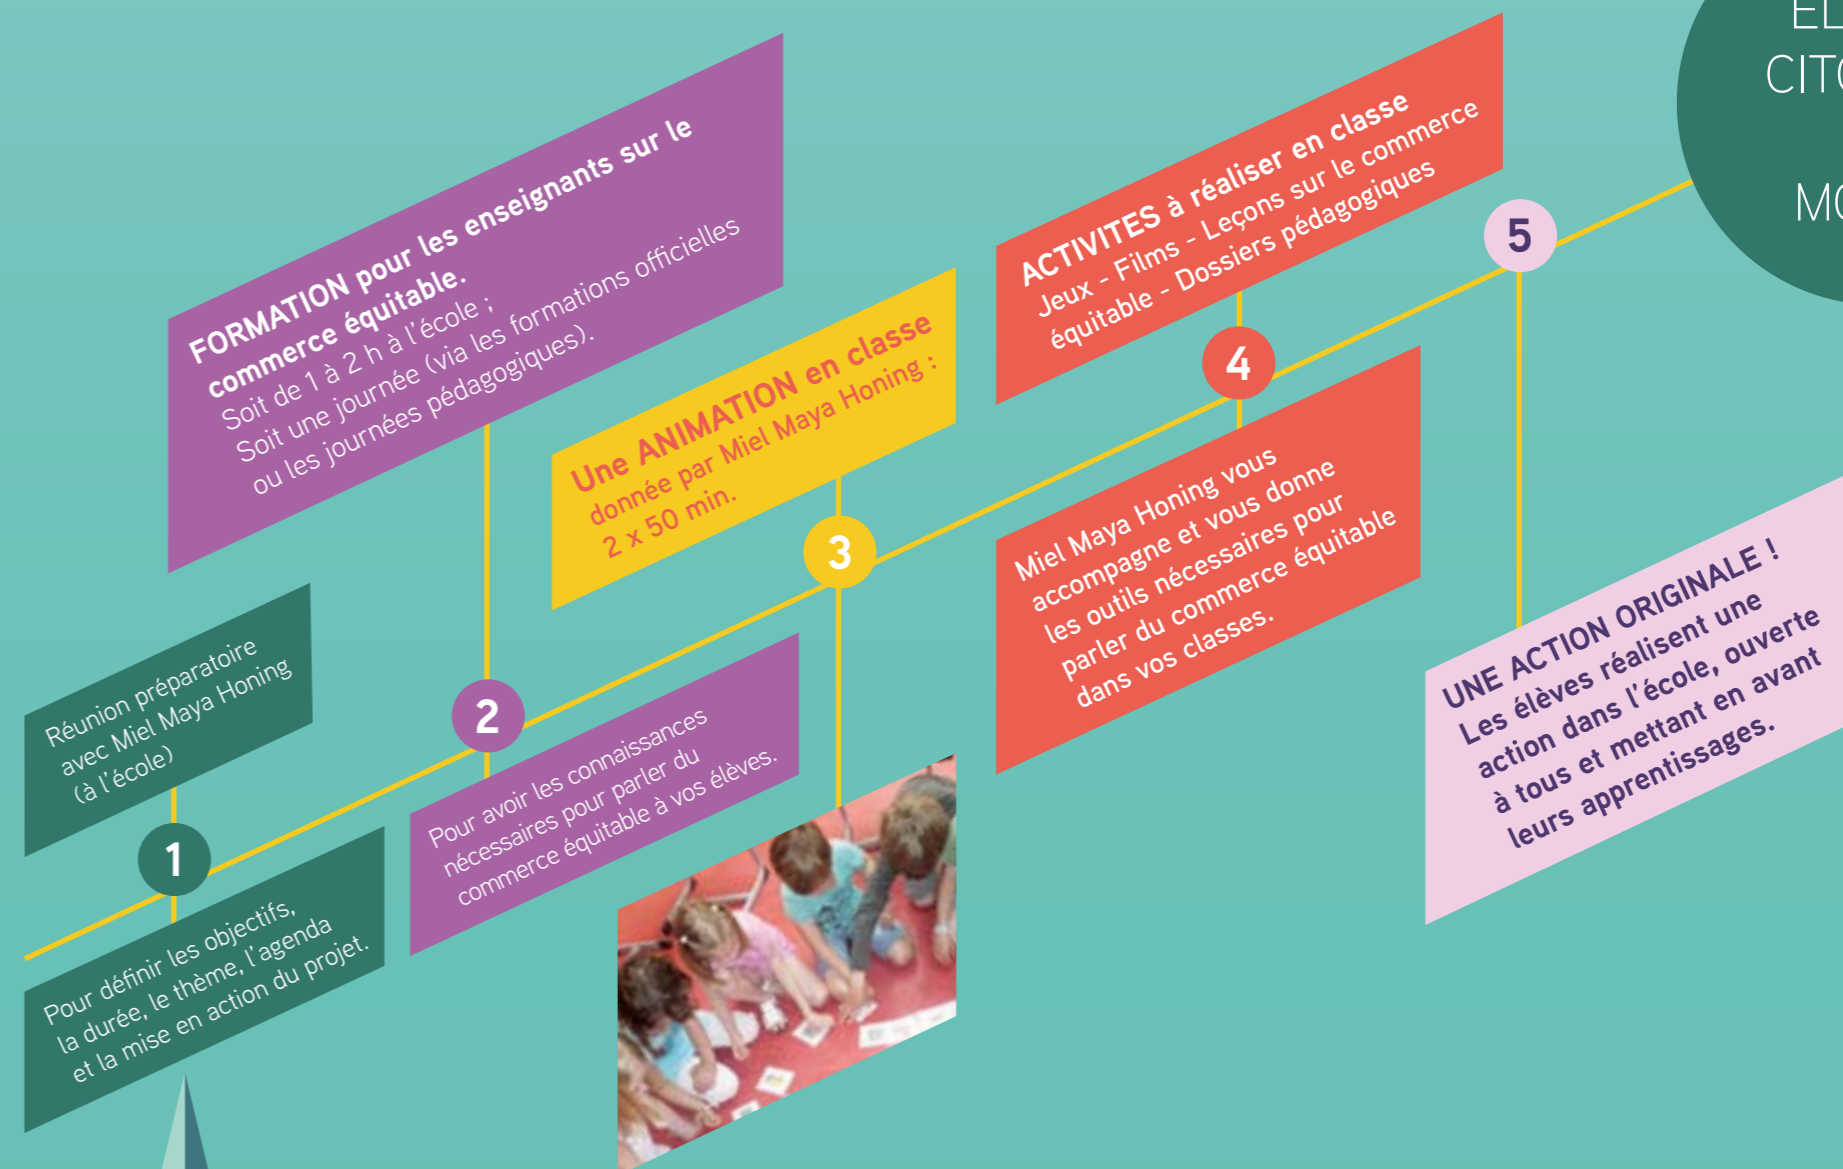 Réunion préparatoire
avec Miel Maya Honing
(à l'école)
1
Pour définir les objectifs,
la durée, le thème, l'agenda
et la mise en action du projet.
FORMATION pour les enseignants sur le
commerce équitable.
Soit de 1 à 2 h à l'école ;
Soit une journée (via les formations officielles
ou les journées pédagogiques).
2
Pour avoir les connaissances
nécessaires pour parler du
commerce équitable à vos élèves.
Une ANIMATION en classe
donnée par Miel Maya Honing :
2 x 50 min.
3
ACTIVITES à réaliser en classe
Jeux - Films - Leçons sur le commerce
équitable - Dossiers pédagogiques
4
Miel Maya Honing vous
accompagne et vous donne
les outils nécessaires pour
parler du commerce équitable
dans vos classes.
5
UNE ACTION ORIGINALE !
Les élèves réalisent une
action dans l'école, ouverte
à tous et mettant en avant
leurs apprentissages.